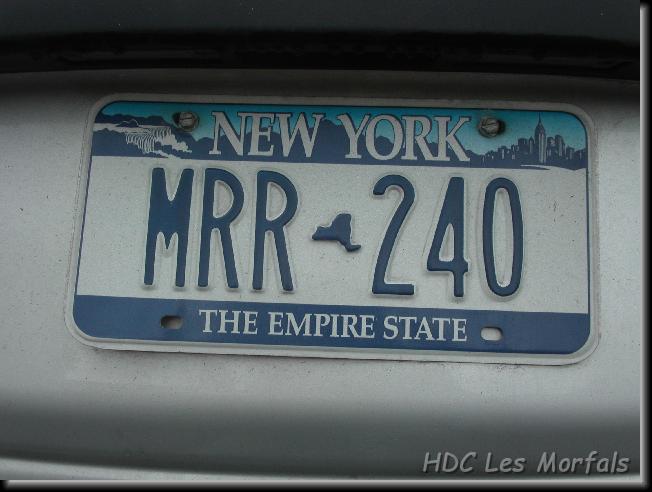 NEW YORK
MRR 240
THE EMPIRE STATE
HDC Les Morfals